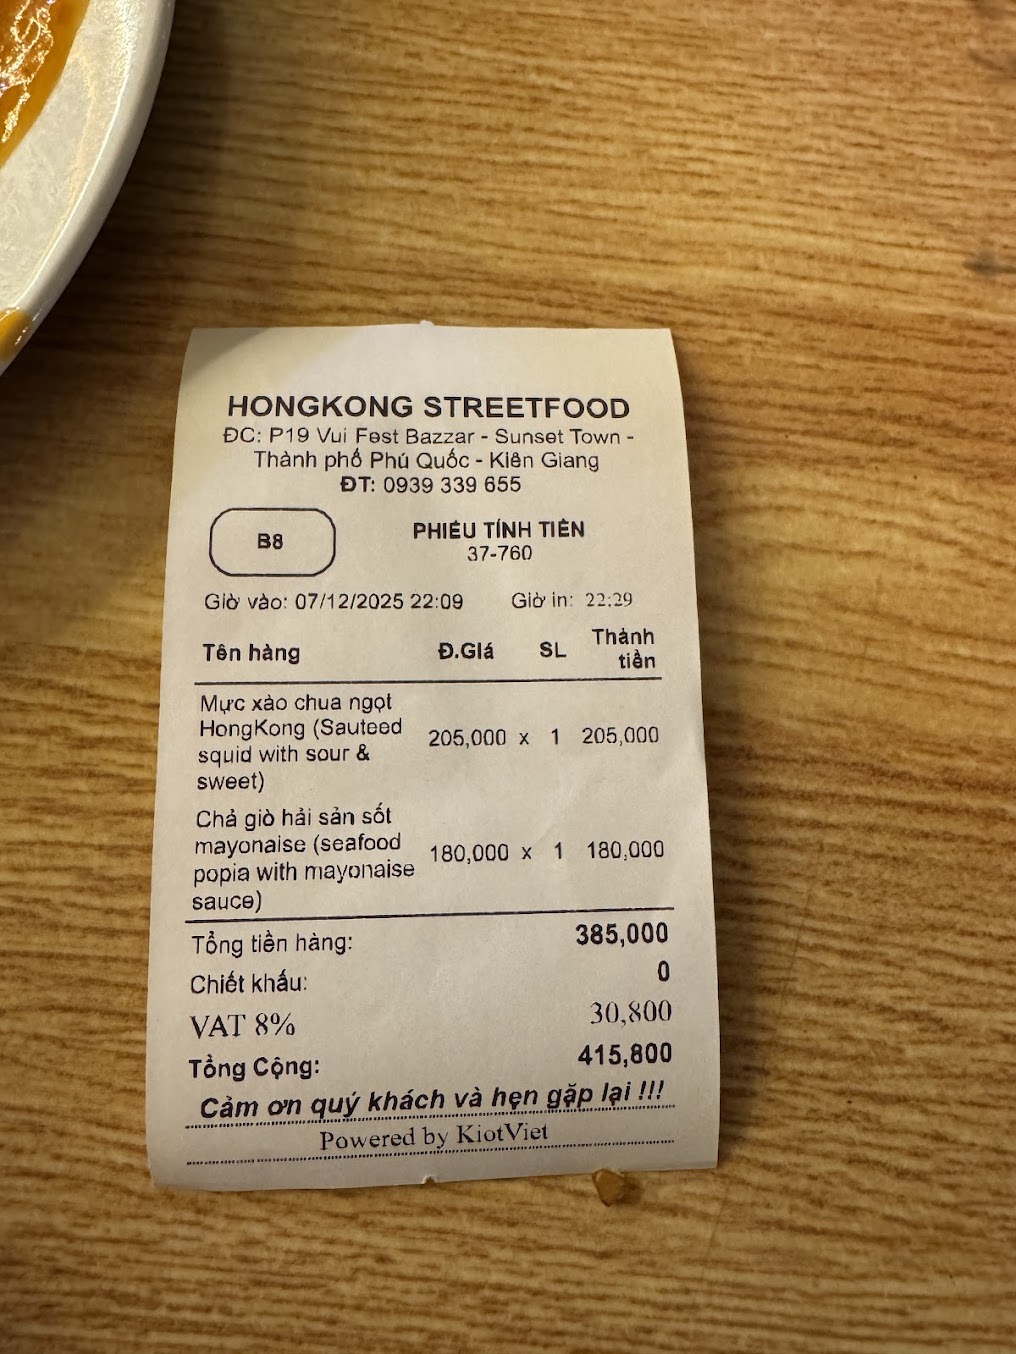 HONGKONG STREETFOOD
ĐC: P19 Vui Fest Bazzar - Sunset Town -
Thành phố Phú Quốc - Kiên Giang
ĐT: 0939 339 655
B8
PHIẾU TÍNH TIỀN
37-760
Giờ vào: 07/12/2025 22:09 Giờ in: 22:29
Tên hàng Đ.Giá SL Thành
tiền
Mực xào chua ngọt
HongKong (Sauteed
squid with sour &
sweet)
205,000 x 1 205,000
Chả giò hải sản sốt
mayonaise (seafood
popia with mayonaise
sauce)
180,000 x 1 180,000
Tổng tiền hàng: 385,000
Chiết khấu: 0
VAT 8% 30,800
Tổng Cộng: 415,800
Cảm ơn quý khách và hẹn gặp lại !!!
Powered by KiotViet